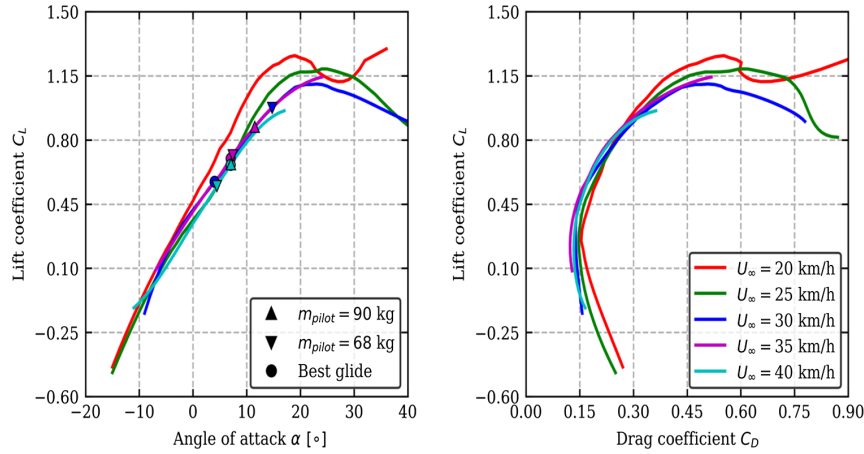 1.50
1.15
0.80
0.45
0.10
−0.25
−0.60
Lift coefficient C_L
−20
−10
0
10
20
30
40
Angle of attack α [∘]
m_pilot = 90 kg
m_pilot = 68 kg
Best glide
1.50
1.15
0.80
0.45
0.10
−0.25
−0.60
Lift coefficient C_L
0.00
0.15
0.30
0.45
0.60
0.75
0.90
Drag coefficient C_D
U_∞ = 20 km/h
U_∞ = 25 km/h
U_∞ = 30 km/h
U_∞ = 35 km/h
U_∞ = 40 km/h